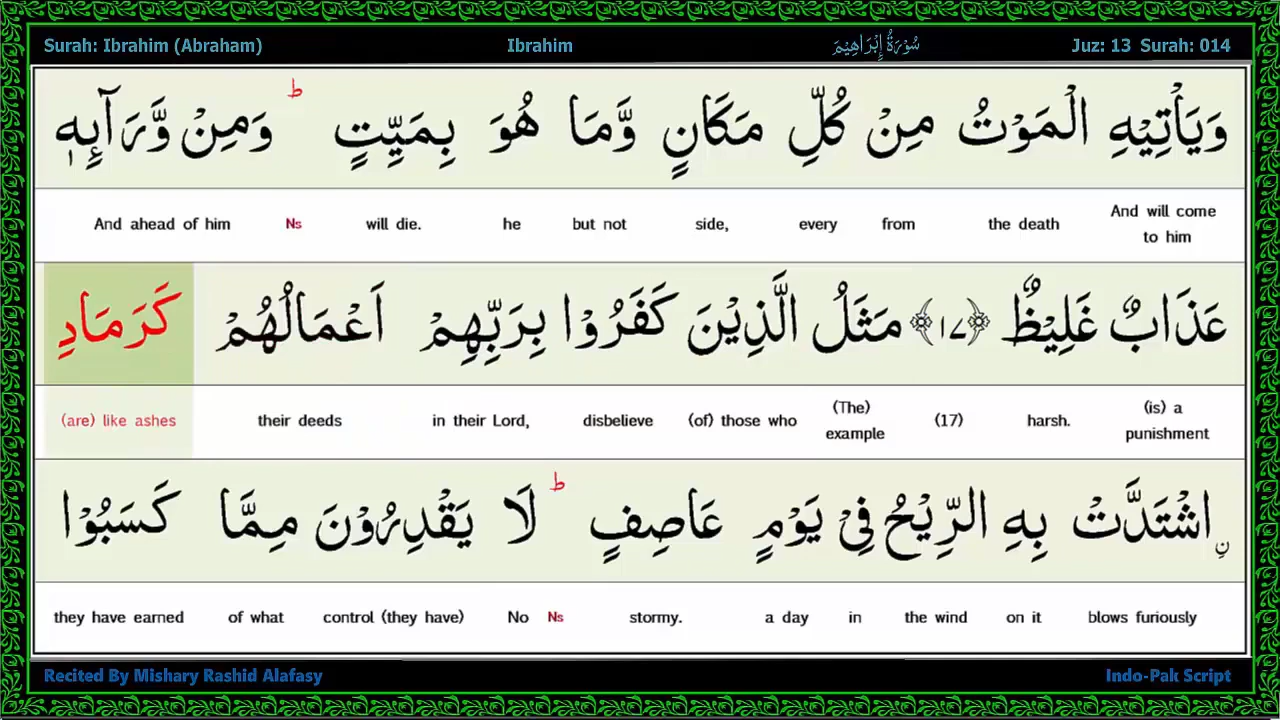 Surah: Ibrahim (Abraham) Ibrahim سُوْرَةُ إِبْرَاهِيْمَ Juz: 13 Surah: 014
وَيَأْتِيْهِ الْمَوْتُ مِنْ كُلِّ مَكَانٍ وَّمَا هُوَ بِمَيِّتٍ ؕ وَمِنْ وَّرَآئِهٖ
And ahead of him Ns will die. he but not side, every from the death And will come to him
عَذَابٌ غَلِيْظٌ ﴿۱۷﴾ مَثَلُ الَّذِيْنَ كَفَرُوْا بِرَبِّهِمْ اَعْمَالُهُمْ كَرَمَادِ
(are) like ashes their deeds in their Lord, disbelieve (of) those who (The) example (17) harsh. (is) a punishment
نِ اشْتَدَّتْ بِهِ الرِّيْحُ فِيْ يَوْمٍ عَاصِفٍ ؕ لَا يَقْدِرُوْنَ مِمَّا كَسَبُوْا
they have earned of what control (they have) No Ns stormy. a day in the wind on it blows furiously
Recited By Mishary Rashid Alafasy Indo-Pak Script